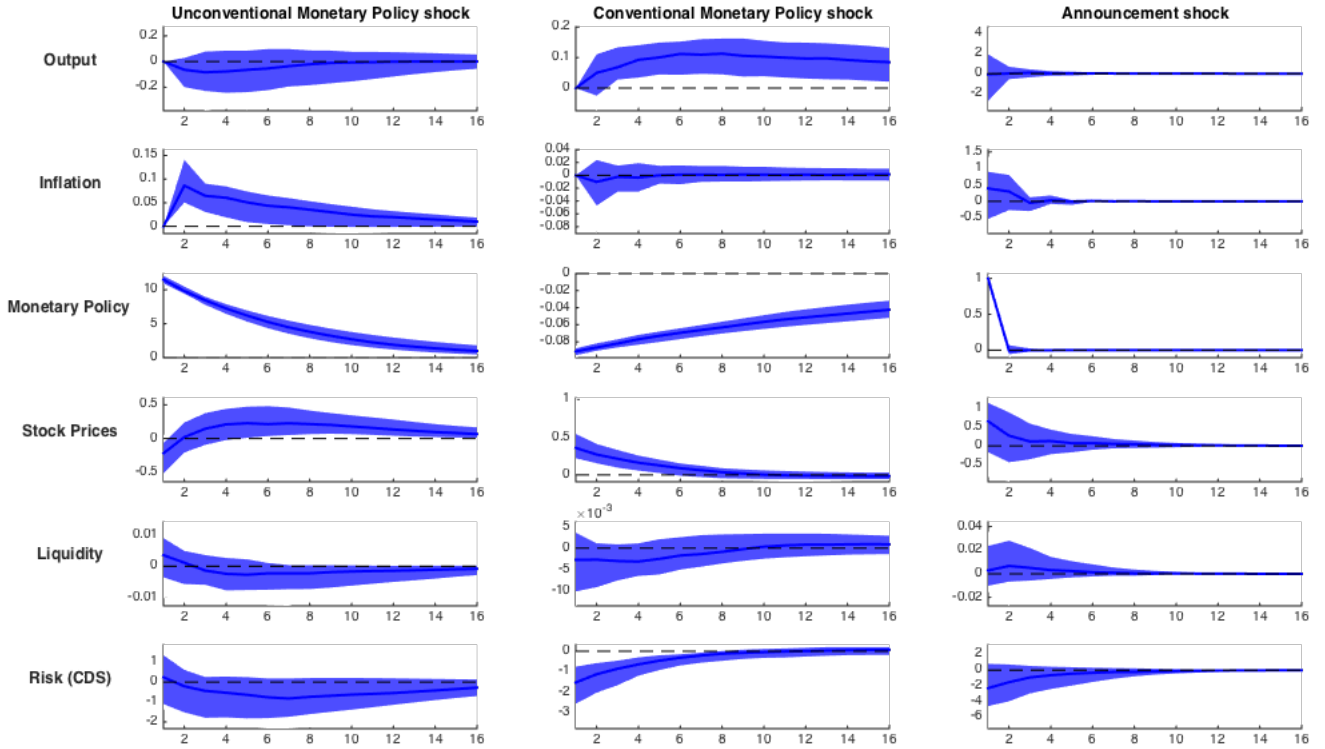 Unconventional Monetary Policy shock Conventional Monetary Policy shock Announcement shock
Output
0.2
0
-0.2
2 4 6 8 10 12 14 16
0.2
0.1
0
2 4 6 8 10 12 14 16
4
2
0
-2
2 4 6 8 10 12 14 16
Inflation
0.15
0.1
0.05
0
2 4 6 8 10 12 14 16
0.04
0.02
0
-0.02
-0.04
-0.06
-0.08
2 4 6 8 10 12 14 16
1.5
1
0.5
0
-0.5
2 4 6 8 10 12 14 16
Monetary Policy
10
5
0
2 4 6 8 10 12 14 16
0
-0.02
-0.04
-0.06
-0.08
2 4 6 8 10 12 14 16
1
0.5
0
2 4 6 8 10 12 14 16
Stock Prices
0.5
0
-0.5
2 4 6 8 10 12 14 16
1
0.5
0
2 4 6 8 10 12 14 16
1
0.5
0
-0.5
2 4 6 8 10 12 14 16
Liquidity
0.01
0
-0.01
2 4 6 8 10 12 14 16
×10-3
5
0
-5
-10
2 4 6 8 10 12 14 16
0.04
0.02
0
-0.02
2 4 6 8 10 12 14 16
Risk (CDS)
1
0
-1
-2
2 4 6 8 10 12 14 16
0
-1
-2
-3
2 4 6 8 10 12 14 16
2
0
-2
-4
-6
2 4 6 8 10 12 14 16